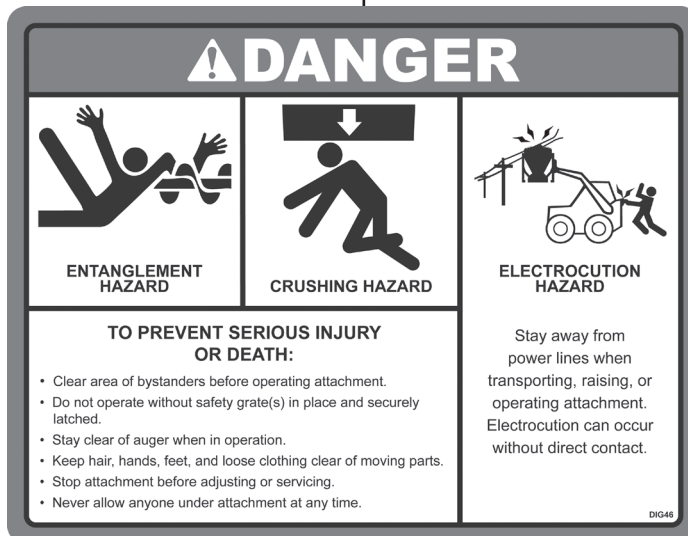 DANGER
ENTANGLEMENT
HAZARD
CRUSHING HAZARD
ELECTROCUTION
HAZARD
TO PREVENT SERIOUS INJURY
OR DEATH:
• Clear area of bystanders before operating attachment.
• Do not operate without safety grate(s) in place and securely
latched.
• Stay clear of auger when in operation.
• Keep hair, hands, feet, and loose clothing clear of moving parts.
• Stop attachment before adjusting or servicing.
• Never allow anyone under attachment at any time.
Stay away from
power lines when
transporting, raising, or
operating attachment.
Electrocution can occur
without direct contact.
DIG46